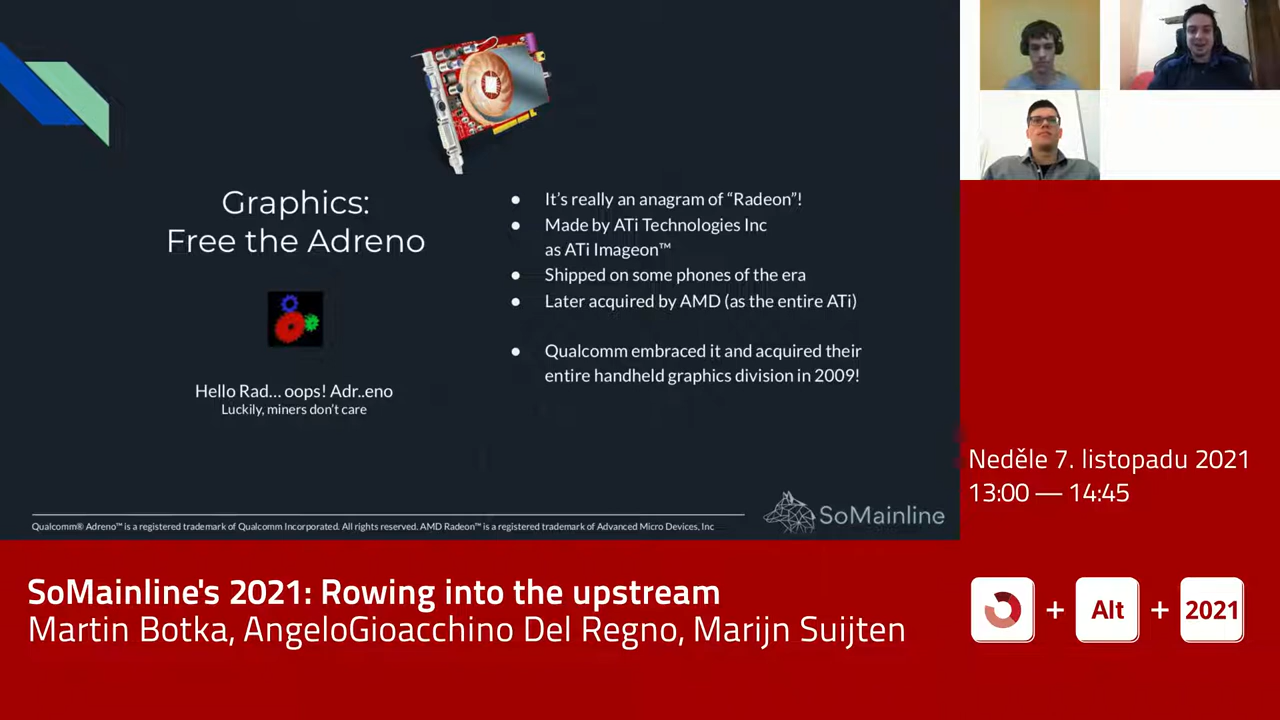 Graphics:
Free the Adreno
Hello Rad... oops! Adr..eno
Luckily, miners don't care
● It's really an anagram of “Radeon”!
● Made by ATi Technologies Inc
as ATi Imageon™
● Shipped on some phones of the era
● Later acquired by AMD (as the entire ATi)
● Qualcomm embraced it and acquired their
entire handheld graphics division in 2009!
Qualcomm® Adreno™ is a registered trademark of Qualcomm Incorporated. All rights reserved. AMD Radeon™ is a registered trademark of Advanced Micro Devices, Inc
SoMainline
Neděle 7. listopadu 2021
13:00 — 14:45
SoMainline's 2021: Rowing into the upstream
Martin Botka, AngeloGioacchino Del Regno, Marijn Suijten
+ Alt + 2021